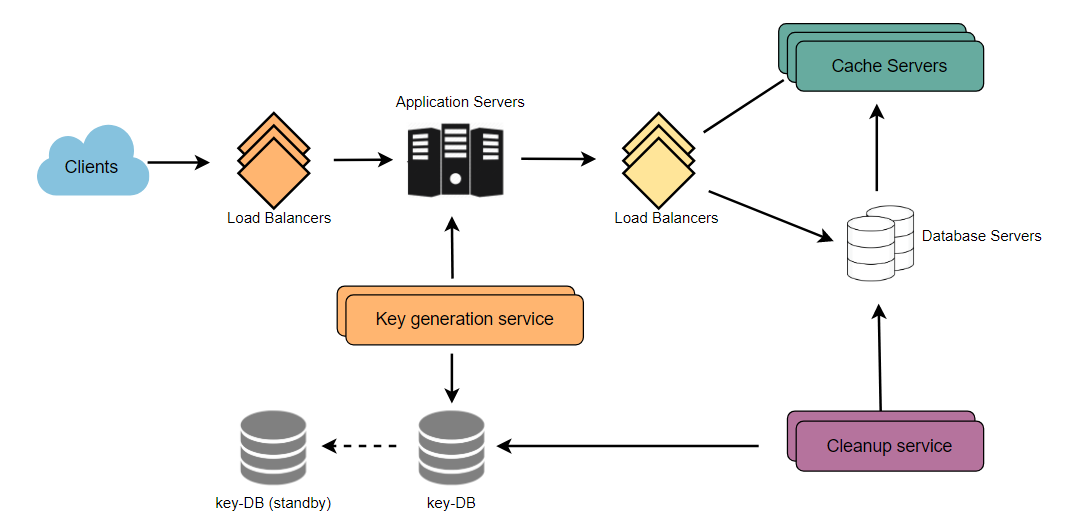 Cache Servers
Application Servers
Clients
Load Balancers
Load Balancers
Database Servers
Key generation service
Cleanup service
key-DB (standby)
key-DB